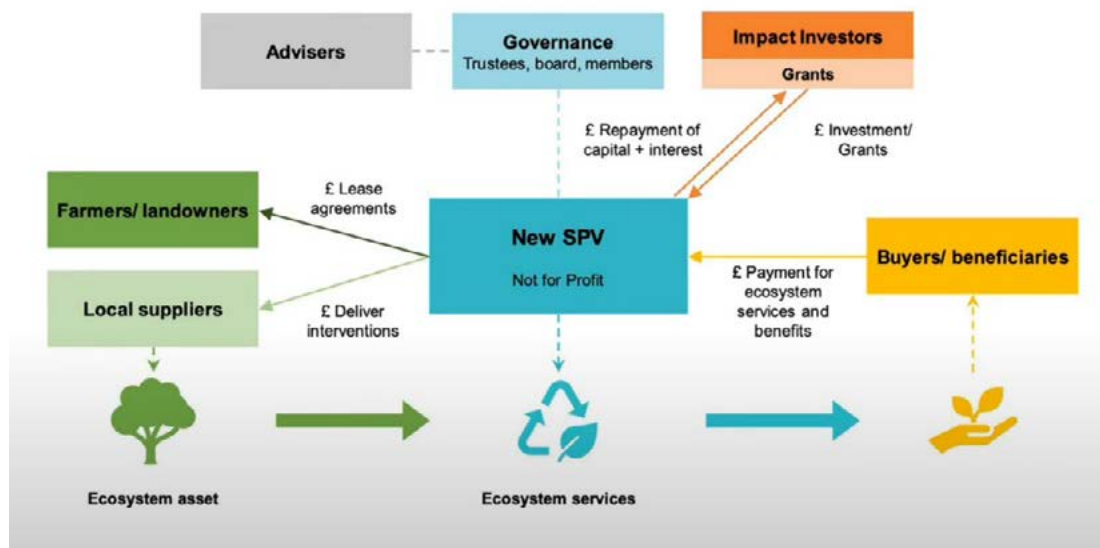 Advisers
Governance
Trustees, board, members
Impact Investors
Grants
£ Repayment of
capital + interest
£ Investment/
Grants
Farmers/ landowners
£ Lease
agreements
New SPV
Not for Profit
Buyers/ beneficiaries
£ Payment for
ecosystem
services and
benefits
Local suppliers
£ Deliver
interventions
Ecosystem asset
Ecosystem services